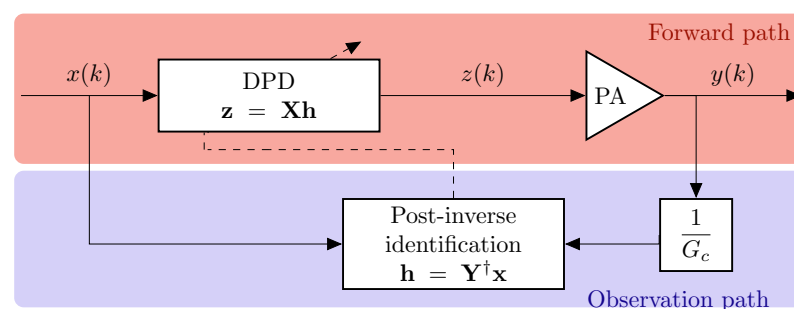 Forward path
x(k)
DPD
z = Xh
z(k)
PA
y(k)
Post-inverse
identification
h = Y†x
1
G_c
Observation path